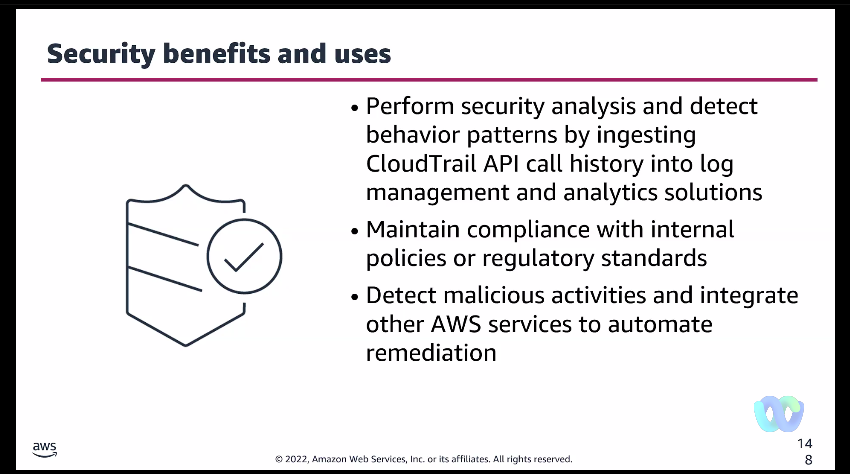 Security benefits and uses
• Perform security analysis and detect
behavior patterns by ingesting
CloudTrail API call history into log
management and analytics solutions
• Maintain compliance with internal
policies or regulatory standards
• Detect malicious activities and integrate
other AWS services to automate
remediation
aws
© 2022, Amazon Web Services, Inc. or its affiliates. All rights reserved.
14
8